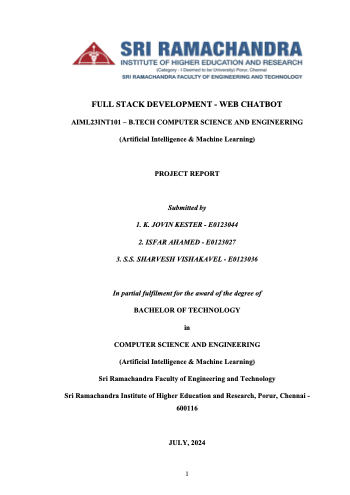 SRI RAMACHANDRA
INSTITUTE OF HIGHER EDUCATION AND RESEARCH
(Category - I Deemed to be University) Porur, Chennai
SRI RAMACHANDRA FACULTY OF ENGINEERING AND TECHNOLOGY
FULL STACK DEVELOPMENT - WEB CHATBOT
AIML23INT101 – B.TECH COMPUTER SCIENCE AND ENGINEERING
(Artificial Intelligence & Machine Learning)
PROJECT REPORT
Submitted by
1. K. JOVIN KESTER - E0123044
2. ISFAR AHAMED - E0123027
3. S.S. SHARVESH VISHAKAVEL - E0123036
In partial fulfilment for the award of the degree of
BACHELOR OF TECHNOLOGY
in
COMPUTER SCIENCE AND ENGINEERING
(Artificial Intelligence & Machine Learning)
Sri Ramachandra Faculty of Engineering and Technology
Sri Ramachandra Institute of Higher Education and Research, Porur, Chennai -
600116
JULY, 2024
1